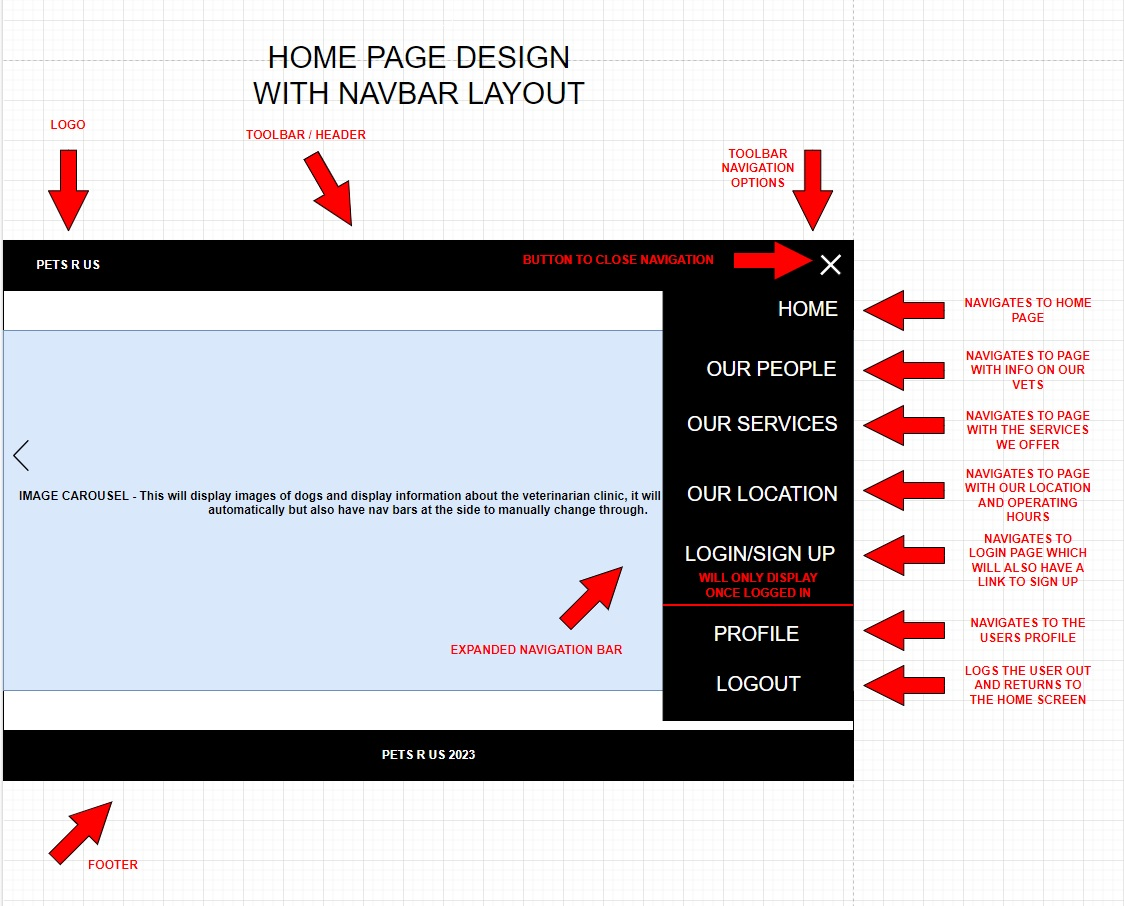 HOME PAGE DESIGN
WITH NAVBAR LAYOUT
LOGO
TOOLBAR / HEADER
TOOLBAR
NAVIGATION
OPTIONS
PETS R US
BUTTON TO CLOSE NAVIGATION
HOME
NAVIGATES TO HOME
PAGE
OUR PEOPLE
NAVIGATES TO PAGE
WITH INFO ON OUR
VETS
OUR SERVICES
NAVIGATES TO PAGE
WITH THE SERVICES
WE OFFER
IMAGE CAROUSEL - This will display images of dogs and display information about the veterinarian clinic, it will
automatically but also have nav bars at the side to manually change through.
OUR LOCATION
NAVIGATES TO PAGE
WITH OUR LOCATION
AND OPERATING
HOURS
LOGIN/SIGN UP
NAVIGATES TO
LOGIN PAGE WHICH
WILL ALSO HAVE A
LINK TO SIGN UP
WILL ONLY DISPLAY
ONCE LOGGED IN
EXPANDED NAVIGATION BAR
PROFILE
NAVIGATES TO THE
USERS PROFILE
LOGOUT
LOGS THE USER OUT
AND RETURNS TO
THE HOME SCREEN
PETS R US 2023
FOOTER